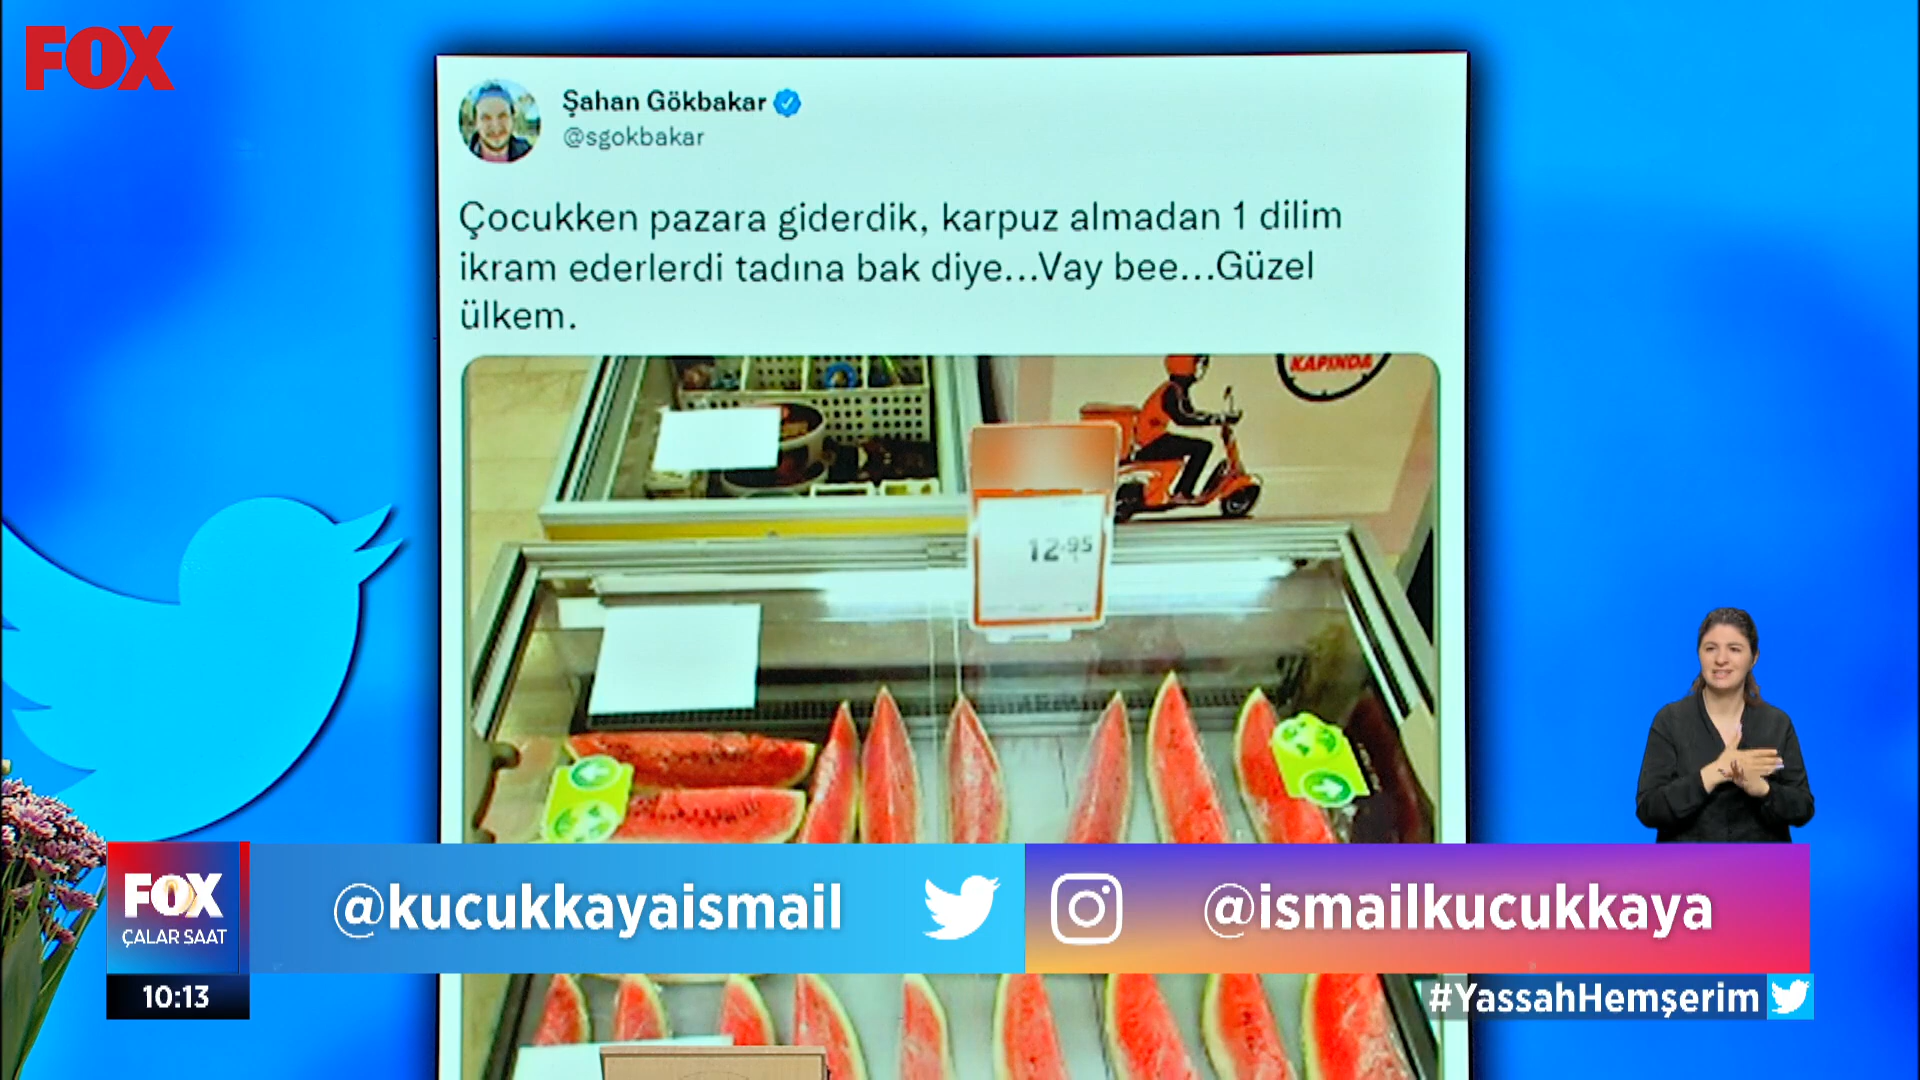 FOX
Şahan Gökbakar
@sgokbakar
Çocukken pazara giderdik, karpuz almadan 1 dilim
ikram ederlerdi tadına bak diye...Vay bee...Güzel
ülkem.
KAPINDA
12.95
FOX
ÇALAR SAAT
@kucukkayaismail
@ismailkucukkaya
10:13
#YassahHemşerim